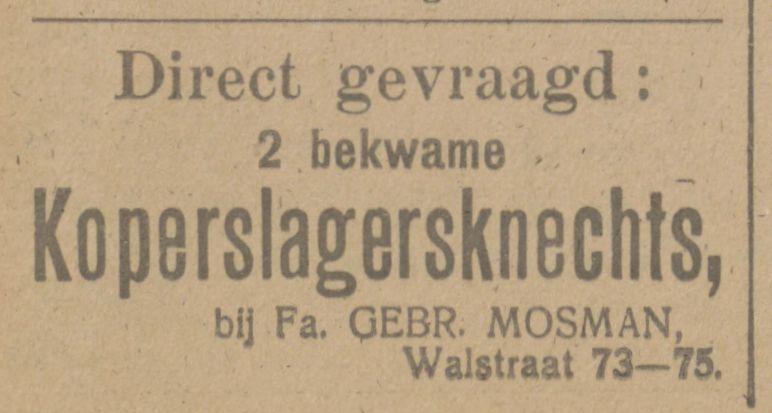 Direct gevraagd:
2 bekwame
Koperslagersknechts,
bij Fa. GEBR. MOSMAN,
Walstraat 73—75.